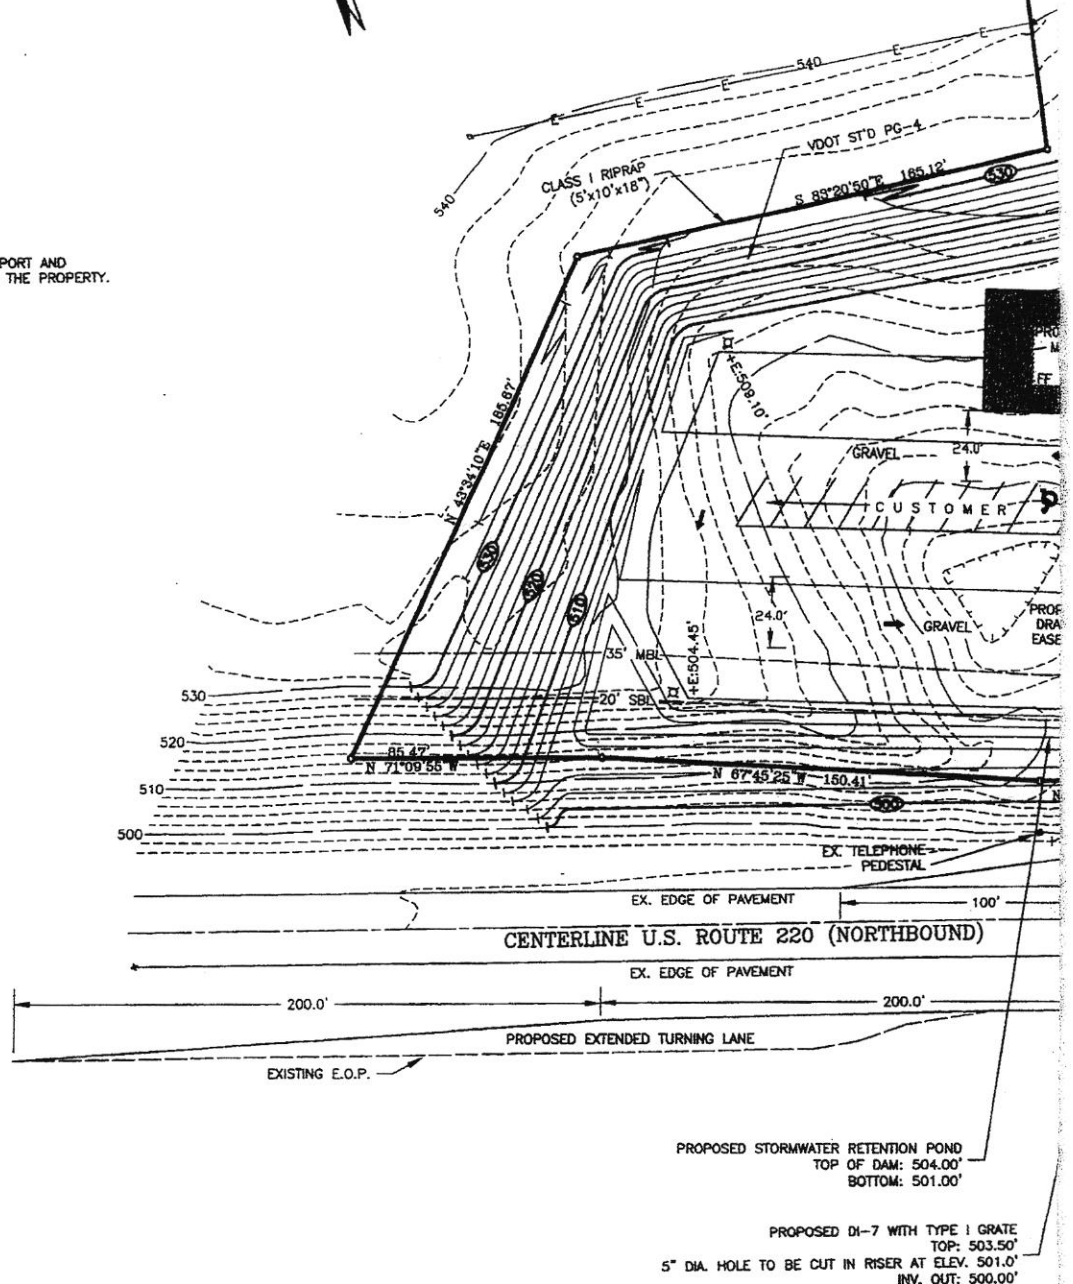 E
E
E
E
E
540
540
VDOT ST'D PG-4
CLASS I RIPRAP
(5'x10'x18")
S 83°20'50"E 165.12'
530
PORT AND
THE PROPERTY.
N 43°34'10"E 185.67'
+E:509.10'
FF
GRAVEL
24.0'
CUSTOMER
530
520
510
24.0'
GRAVEL
+E:504.45'
35' MBL
20' SBL
530
520
510
500
85.47'
N 71°09'55"W
N 67°45'25"W 150.41'
N
500
EX. TELEPHONE
PEDESTAL
EX. EDGE OF PAVEMENT
100'
CENTERLINE U.S. ROUTE 220 (NORTHBOUND)
EX. EDGE OF PAVEMENT
200.0'
200.0'
PROPOSED EXTENDED TURNING LANE
EXISTING E.O.P.
PROPOSED STORMWATER RETENTION POND
TOP OF DAM: 504.00'
BOTTOM: 501.00'
PROPOSED DI-7 WITH TYPE I GRATE
TOP: 503.50'
5" DIA. HOLE TO BE CUT IN RISER AT ELEV. 501.0'
INV. OUT: 500.00'